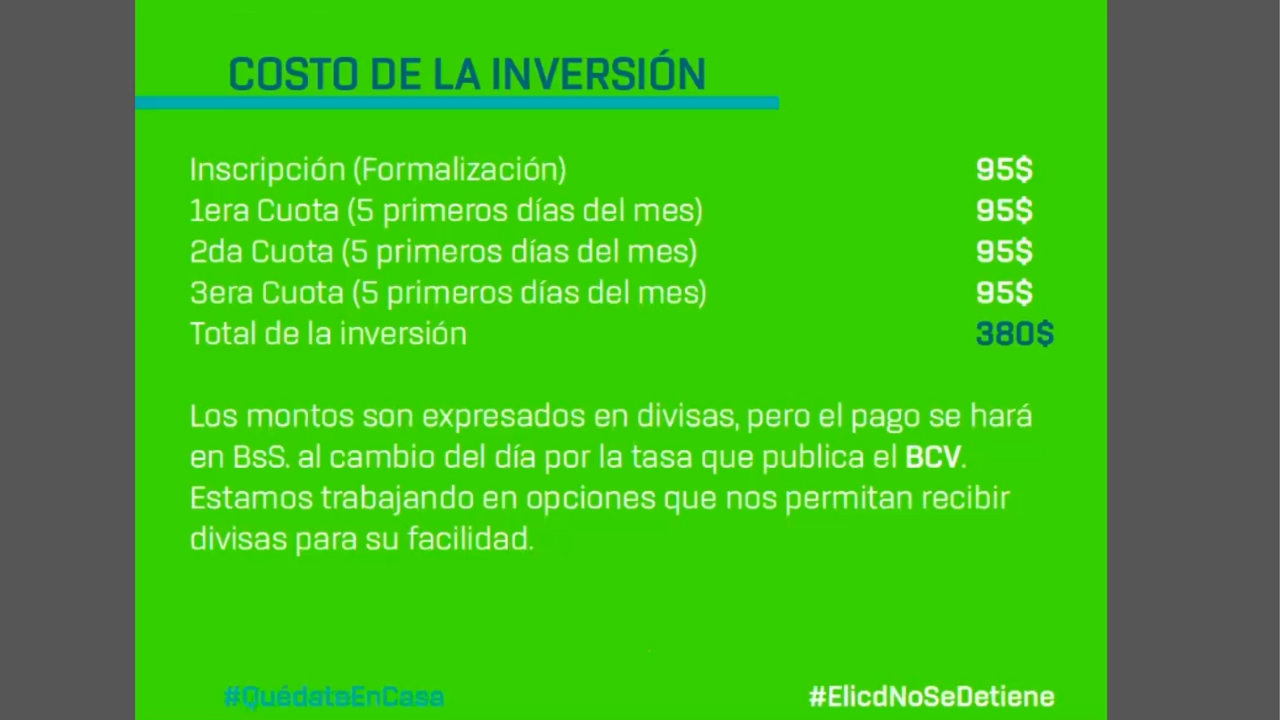 COSTO DE LA INVERSIÓN
Inscripción (Formalización) 95$
1era Cuota (5 primeros días del mes) 95$
2da Cuota (5 primeros días del mes) 95$
3era Cuota (5 primeros días del mes) 95$
Total de la inversión 380$
Los montos son expresados en divisas, pero el pago se hará
en BsS. al cambio del día por la tasa que publica el BCV.
Estamos trabajando en opciones que nos permitan recibir
divisas para su facilidad.
#QuédateEnCasa #ElicdNoSeDetiene